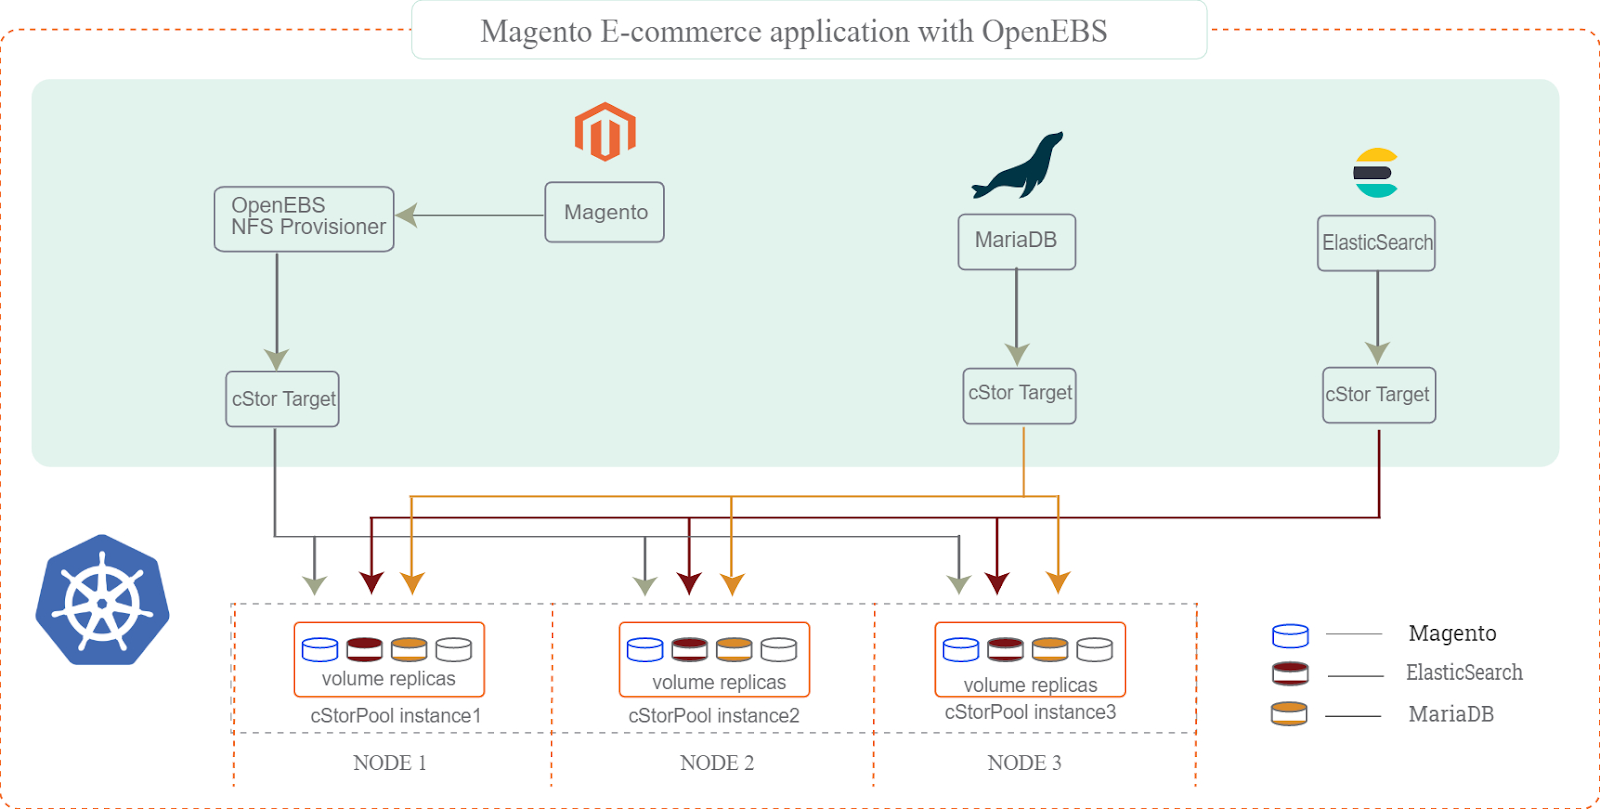 Magento E-commerce application with OpenEBS
OpenEBS
NFS Provisioner
Magento
MariaDB
ElasticSearch
cStor Target
cStor Target
cStor Target
volume replicas
volume replicas
volume replicas
cStorPool instance1
cStorPool instance2
cStorPool instance3
NODE 1
NODE 2
NODE 3
Magento
ElasticSearch
MariaDB